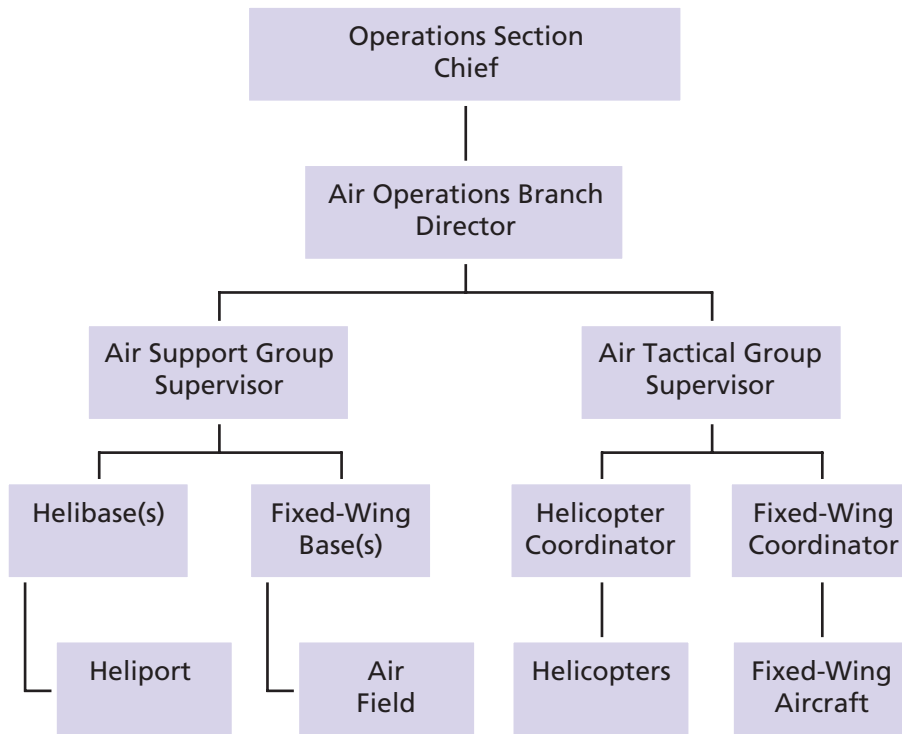 Operations Section
Chief
Air Operations Branch
Director
Air Support Group
Supervisor
Air Tactical Group
Supervisor
Helibase(s)
Fixed-Wing
Base(s)
Helicopter
Coordinator
Fixed-Wing
Coordinator
Heliport
Air
Field
Helicopters
Fixed-Wing
Aircraft